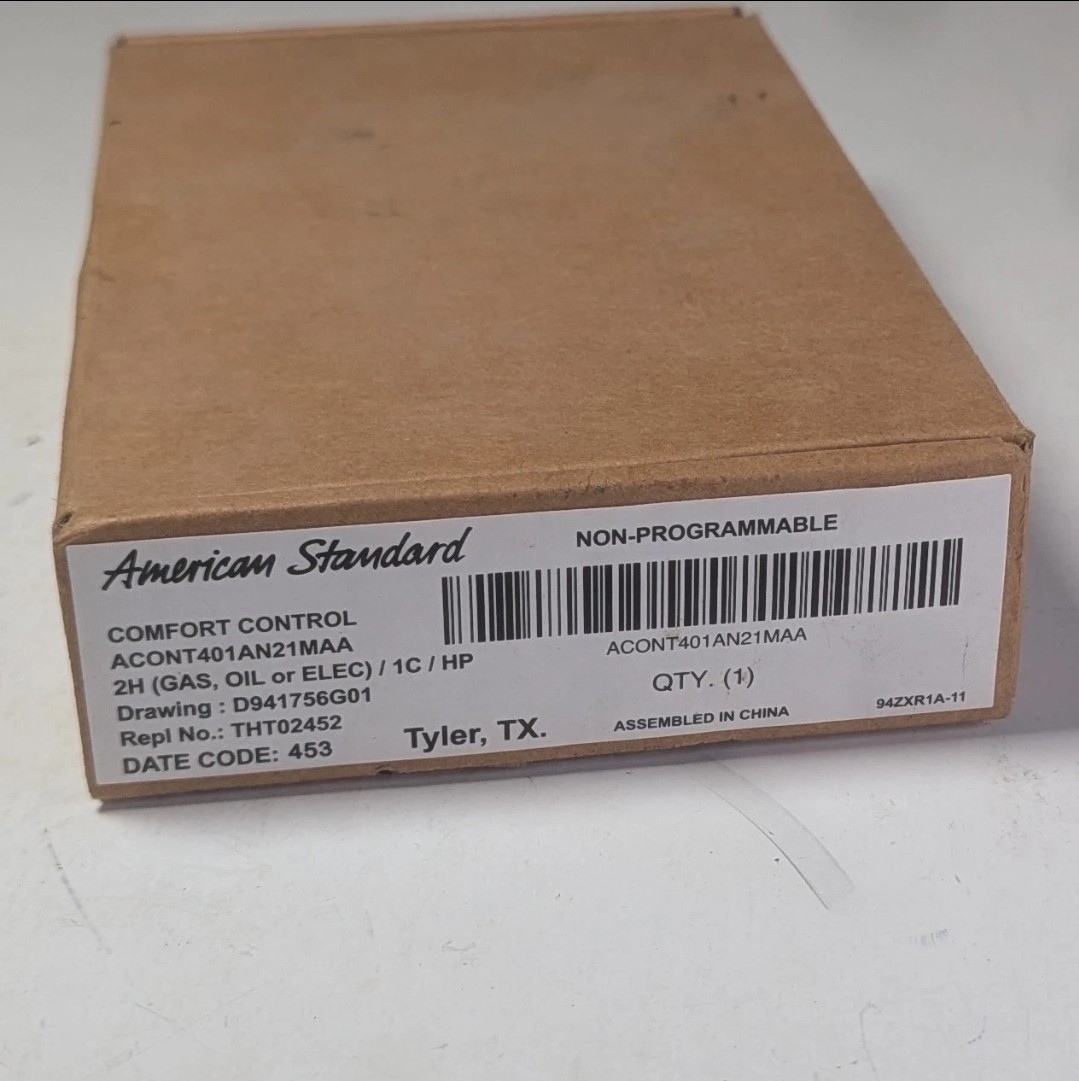 American Standard
NON-PROGRAMMABLE
COMFORT CONTROL
ACONT401AN21MAA
2H (GAS, OIL or ELEC) / 1C / HP
Drawing : D941756G01
Repl No.: THT02452
DATE CODE: 453
Tyler, TX.
ACONT401AN21MAA
QTY. (1)
ASSEMBLED IN CHINA
94ZXR1A-11